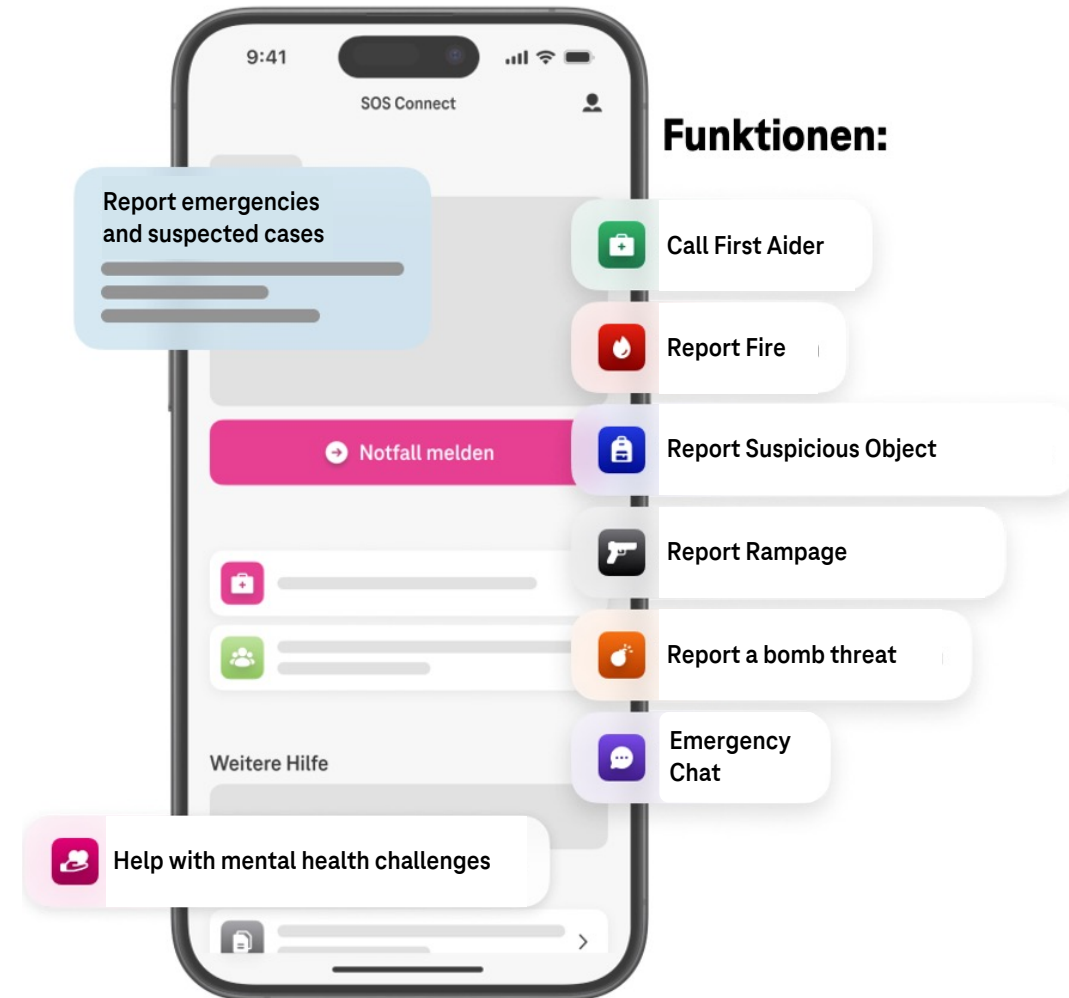 9:41
SOS Connect
Funktionen:
Report emergencies
and suspected cases
Call First Aider
Report Fire
Notfall melden
Report Suspicious Object
Report Rampage
Report a bomb threat
Emergency
Chat
Weitere Hilfe
Help with mental health challenges